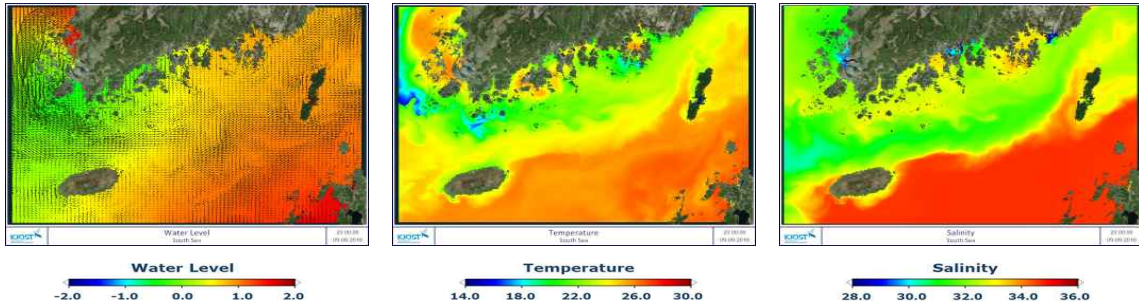 KIOST
Water Level
South Sea
KIOST
Temperature
South Sea
KIOST
Salinity
South Sea
Water Level
-2.0 -1.0 0.0 1.0 2.0
Temperature
14.0 18.0 22.0 26.0 30.0
Salinity
28.0 30.0 32.0 34.0 36.0